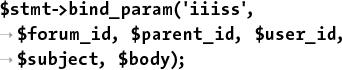 $stmt->bind_param('iiiss',
→ $forum_id, $parent_id, $user_id,
→ $subject, $body);